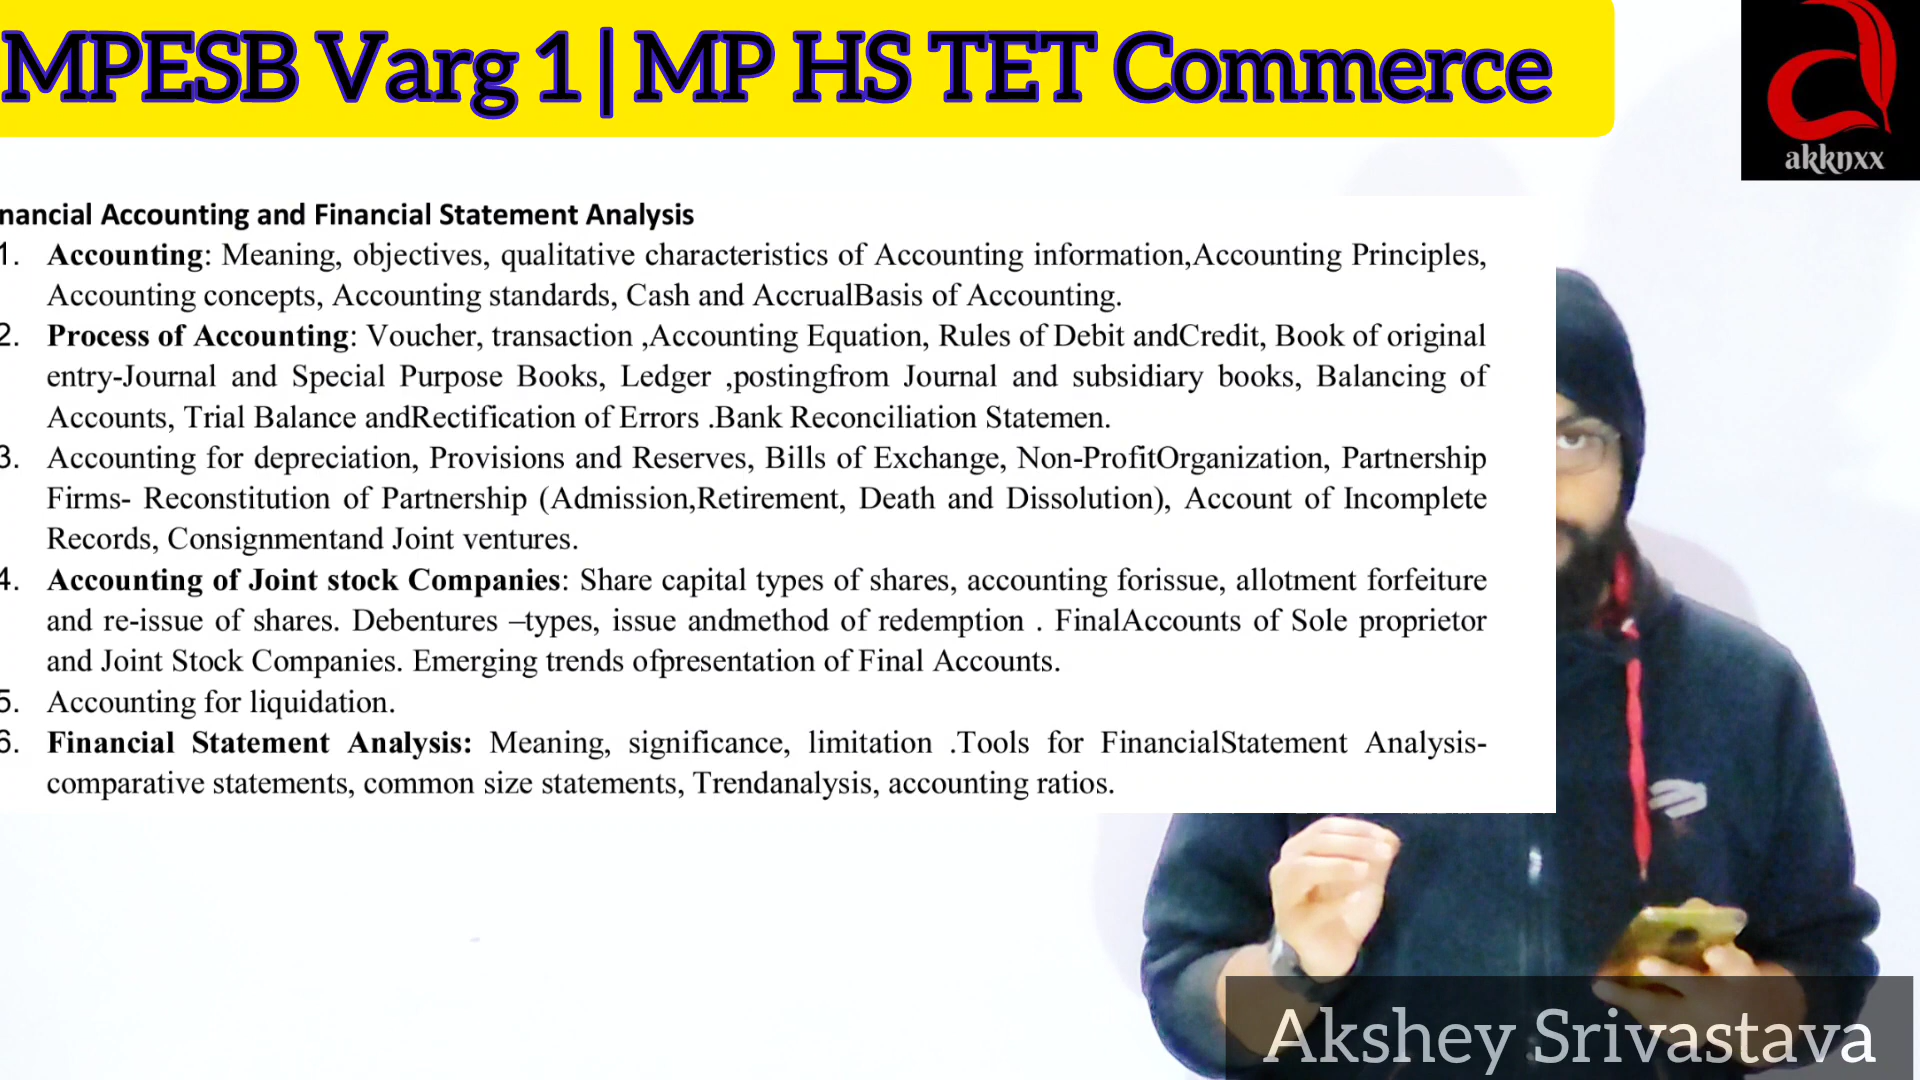 MPESB Varg 1| MP HS TET Commerce
akknxx
nancial Accounting and Financial Statement Analysis
1. Accounting: Meaning, objectives, qualitative characteristics of Accounting information,Accounting Principles,
Accounting concepts, Accounting standards, Cash and AccrualBasis of Accounting.
2. Process of Accounting: Voucher, transaction ,Accounting Equation, Rules of Debit andCredit, Book of original
entry-Journal and Special Purpose Books, Ledger ,postingfrom Journal and subsidiary books, Balancing of
Accounts, Trial Balance andRectification of Errors .Bank Reconciliation Statemen.
3. Accounting for depreciation, Provisions and Reserves, Bills of Exchange, Non-ProfitOrganization, Partnership
Firms- Reconstitution of Partnership (Admission,Retirement, Death and Dissolution), Account of Incomplete
Records, Consignmentand Joint ventures.
4. Accounting of Joint stock Companies: Share capital types of shares, accounting forissue, allotment forfeiture
and re-issue of shares. Debentures –types, issue andmethod of redemption . FinalAccounts of Sole proprietor
and Joint Stock Companies. Emerging trends ofpresentation of Final Accounts.
5. Accounting for liquidation.
6. Financial Statement Analysis: Meaning, significance, limitation .Tools for FinancialStatement Analysis-
comparative statements, common size statements, Trendanalysis, accounting ratios.
Akshey Srivastava